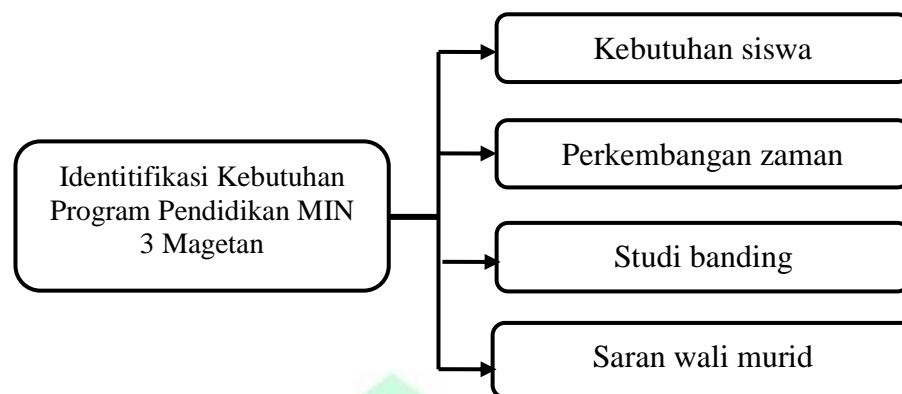 Identitifikasi Kebutuhan
Program Pendidikan MIN
3 Magetan
Kebutuhan siswa
Perkembangan zaman
Studi banding
Saran wali murid